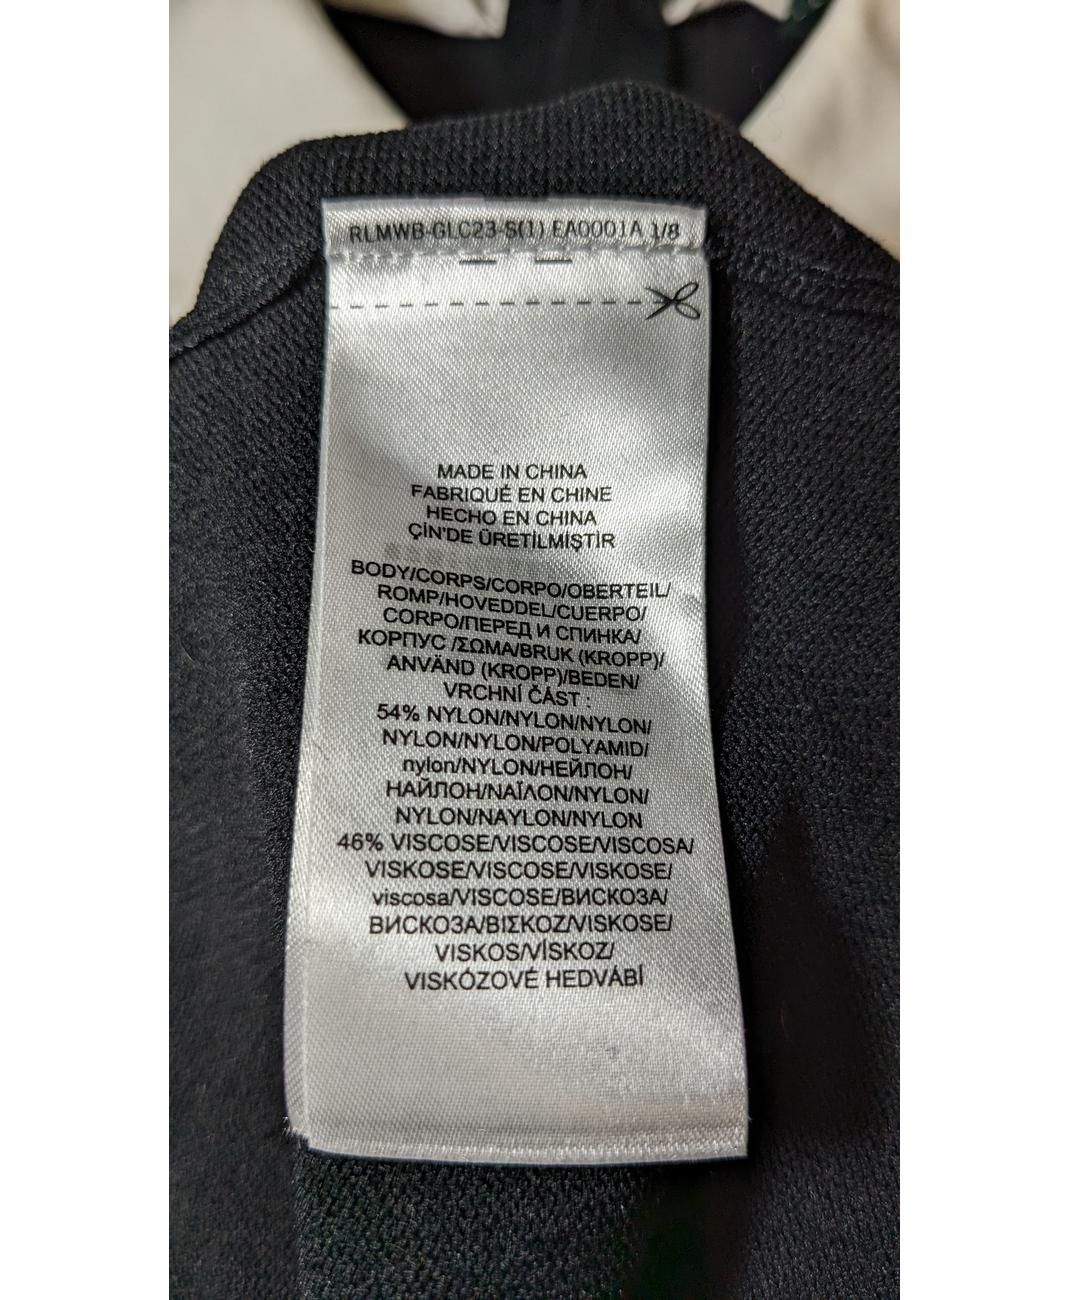 RLMWB-GLC23-S(1) EA0001A 1/8
MADE IN CHINA
FABRIQUÉ EN CHINE
HECHO EN CHINA
ÇİN'DE ÜRETİLMİŞTİR
BODY/CORPS/CORPO/OBERTEIL/
ROMP/HOVEDDEL/CUERPO/
CORPO/ПЕРЕД И СПИНКА/
КОРПУС /ΣΩΜΑ/BRUK (KROPP)/
ANVÄND (KROPP)/BEDEN/
VRCHNÍ ČÁST :
54% NYLON/NYLON/NYLON/
NYLON/NYLON/POLYAMID/
nylon/NYLON/НЕЙЛОН/
НАЙЛОН/ΝΑΪΛΟΝ/NYLON/
NYLON/NAYLON/NYLON
46% VISCOSE/VISCOSE/VISCOSA/
VISKOSE/VISCOSE/VISKOSE/
viscosa/VISCOSE/ВИСКОЗА/
ВИСКОЗА/ΒΙΣΚΟΖ/VISKOSE/
VISKOS/VİSKOZ/
VISKÓZOVÉ HEDVÁBÍ